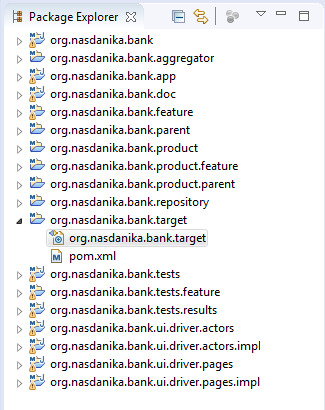 Package Explorer
org.nasdanika.bank
org.nasdanika.bank.aggregator
org.nasdanika.bank.app
org.nasdanika.bank.doc
org.nasdanika.bank.feature
org.nasdanika.bank.parent
org.nasdanika.bank.product
org.nasdanika.bank.product.feature
org.nasdanika.bank.product.parent
org.nasdanika.bank.repository
org.nasdanika.bank.target
org.nasdanika.bank.target
pom.xml
org.nasdanika.bank.tests
org.nasdanika.bank.tests.feature
org.nasdanika.bank.tests.results
org.nasdanika.bank.ui.driver.actors
org.nasdanika.bank.ui.driver.actors.impl
org.nasdanika.bank.ui.driver.pages
org.nasdanika.bank.ui.driver.pages.impl